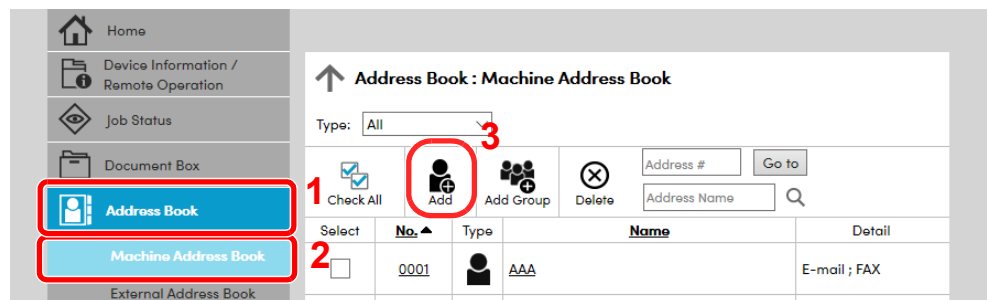 Home
Device Information /
Remote Operation
Job Status
Document Box
1
Address Book
2
Machine Address Book
External Address Book
Address Book : Machine Address Book
Type: All
3
Check All
Add
Add Group
Delete
Address #
Go to
Address Name
Select No. Type Name Detail
0001 AAA E-mail ; FAX